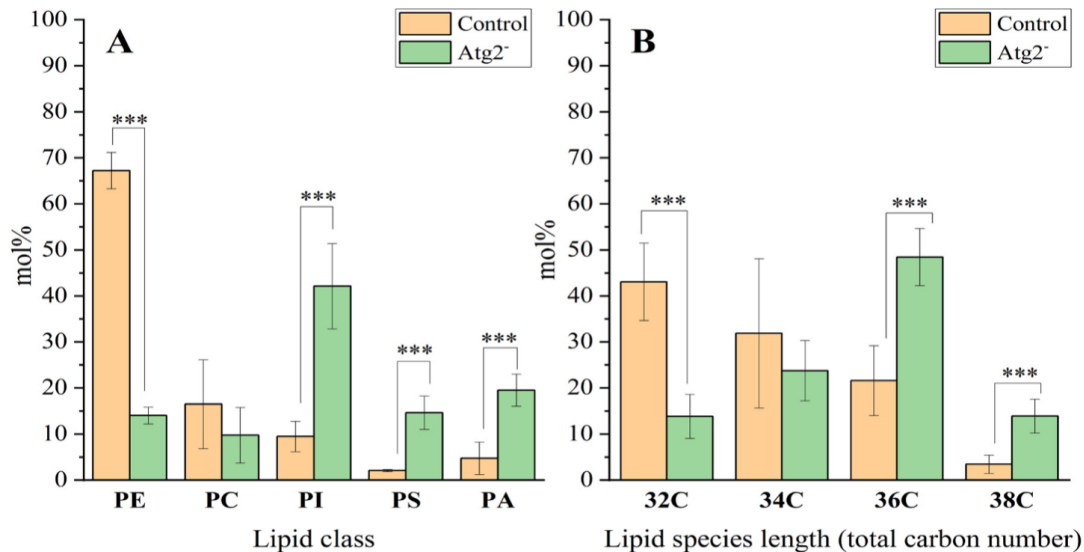 A
Control
Atg2⁻
mol%
100
90
80
70
60
50
40
30
20
10
0
***
***
***
***
PE PC PI PS PA
Lipid class
B
Control
Atg2⁻
mol%
100
90
80
70
60
50
40
30
20
10
0
***
***
***
32C 34C 36C 38C
Lipid species length (total carbon number)